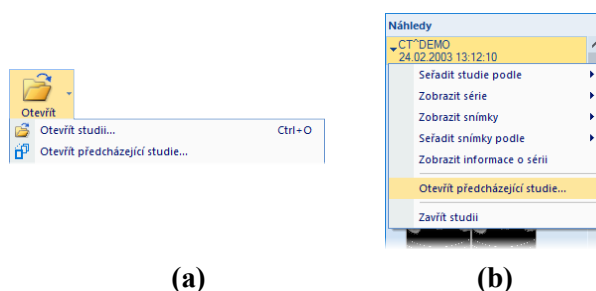 Otevřít
Otevřít studii... Ctrl+O
Otevřít předcházející studie...
(a)
Náhledy
CT^DEMO
24.02.2003 13:12:10
Seřadit studie podle
Zobrazit série
Zobrazit snímky
Seřadit snímky podle
Zobrazit informace o sérii
Otevřít předcházející studie...
Zavřít studii
(b)